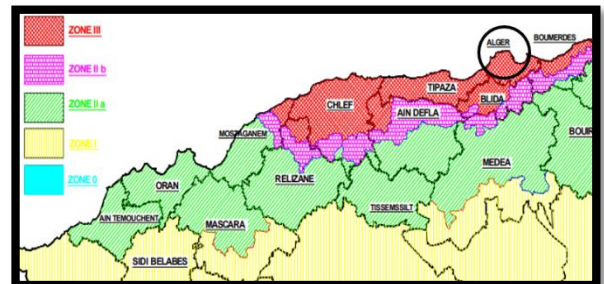 ZONE III
ZONE II b
ZONE II a
ZONE I
ZONE 0
ALGER
BOUMERDES
TIPAZA
CHLEF
BLIDA
AIN DEFLA
MOSTAGANEM
BOUR
MEDEA
RELIZANE
ORAN
TISSEMSSILT
AIN TEMOUCHENT
MASCARA
SIDI BELABES